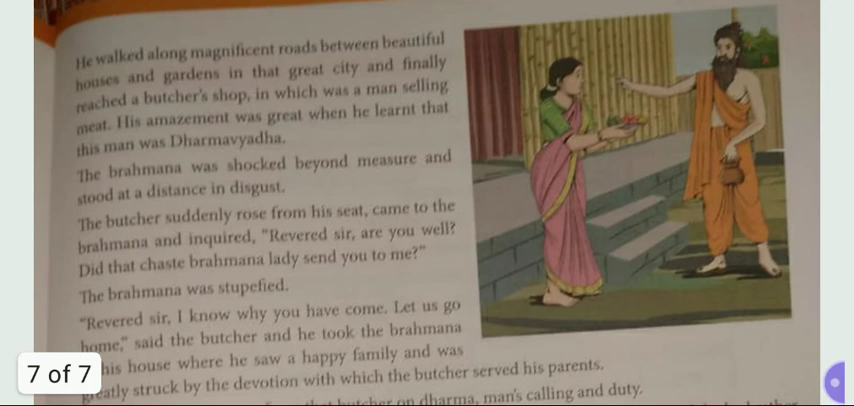 He walked along magnificent roads between beautiful
houses and gardens in that great city and finally
reached a butcher's shop, in which was a man selling
meat. His amazement was great when he learnt that
this man was Dharmavyadha.
The brahmana was shocked beyond measure and
stood at a distance in disgust.
The butcher suddenly rose from his seat, came to the
brahmana and inquired, "Revered sir, are you well?
Did that chaste brahmana lady send you to me?"
The brahmana was stupefied.
"Revered sir, I know why you have come. Let us go
home," said the butcher and he took the brahmana
his house where he saw a happy family and was
greatly struck by the devotion with which the butcher served his parents.
butcher on dharma, man's calling and duty.
7 of 7